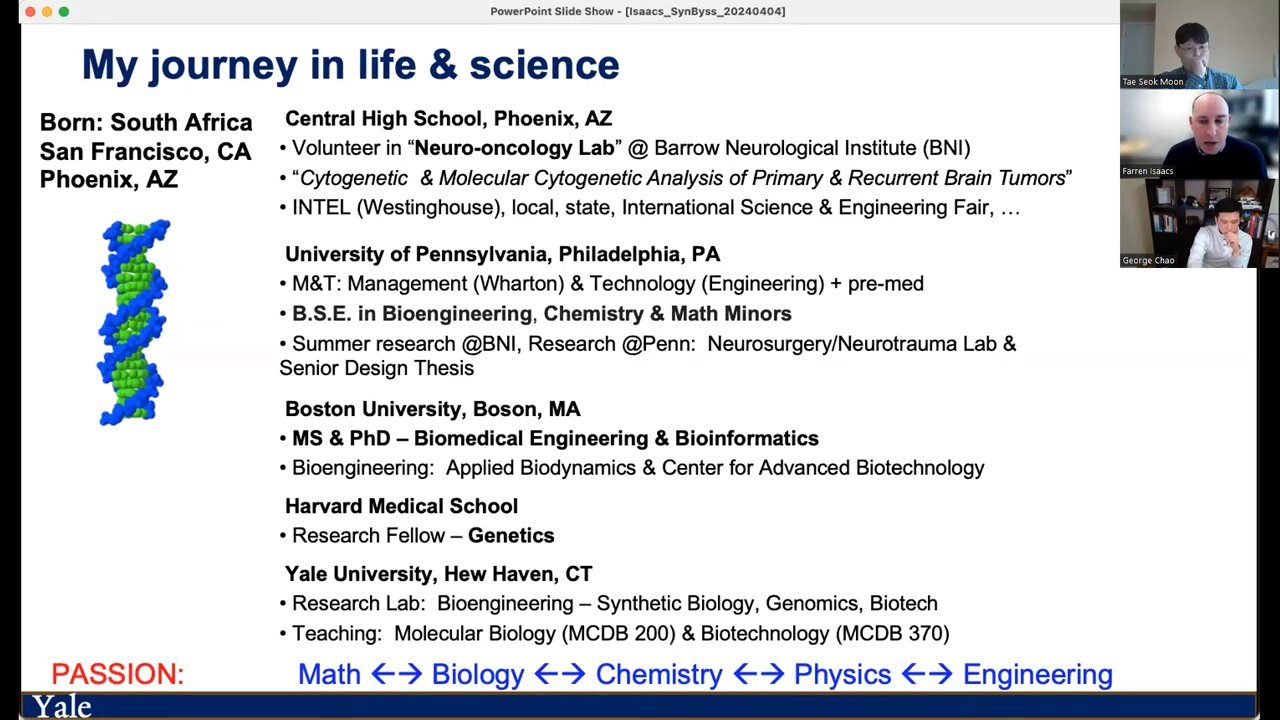 PowerPoint Slide Show - [Isaacs_SynByss_20240404]
My journey in life & science
Born: South Africa
San Francisco, CA
Phoenix, AZ
Central High School, Phoenix, AZ
• Volunteer in “Neuro-oncology Lab” @ Barrow Neurological Institute (BNI)
• “Cytogenetic & Molecular Cytogenetic Analysis of Primary & Recurrent Brain Tumors”
• INTEL (Westinghouse), local, state, International Science & Engineering Fair, …
University of Pennsylvania, Philadelphia, PA
• M&T: Management (Wharton) & Technology (Engineering) + pre-med
• B.S.E. in Bioengineering, Chemistry & Math Minors
• Summer research @BNI, Research @Penn: Neurosurgery/Neurotrauma Lab &
Senior Design Thesis
Boston University, Boson, MA
• MS & PhD – Biomedical Engineering & Bioinformatics
• Bioengineering: Applied Biodynamics & Center for Advanced Biotechnology
Harvard Medical School
• Research Fellow – Genetics
Yale University, Hew Haven, CT
• Research Lab: Bioengineering – Synthetic Biology, Genomics, Biotech
• Teaching: Molecular Biology (MCDB 200) & Biotechnology (MCDB 370)
PASSION: Math ←→ Biology ←→ Chemistry ←→ Physics ←→ Engineering
Yale
Tae Seok Moon
Farren Isaacs
George Chao